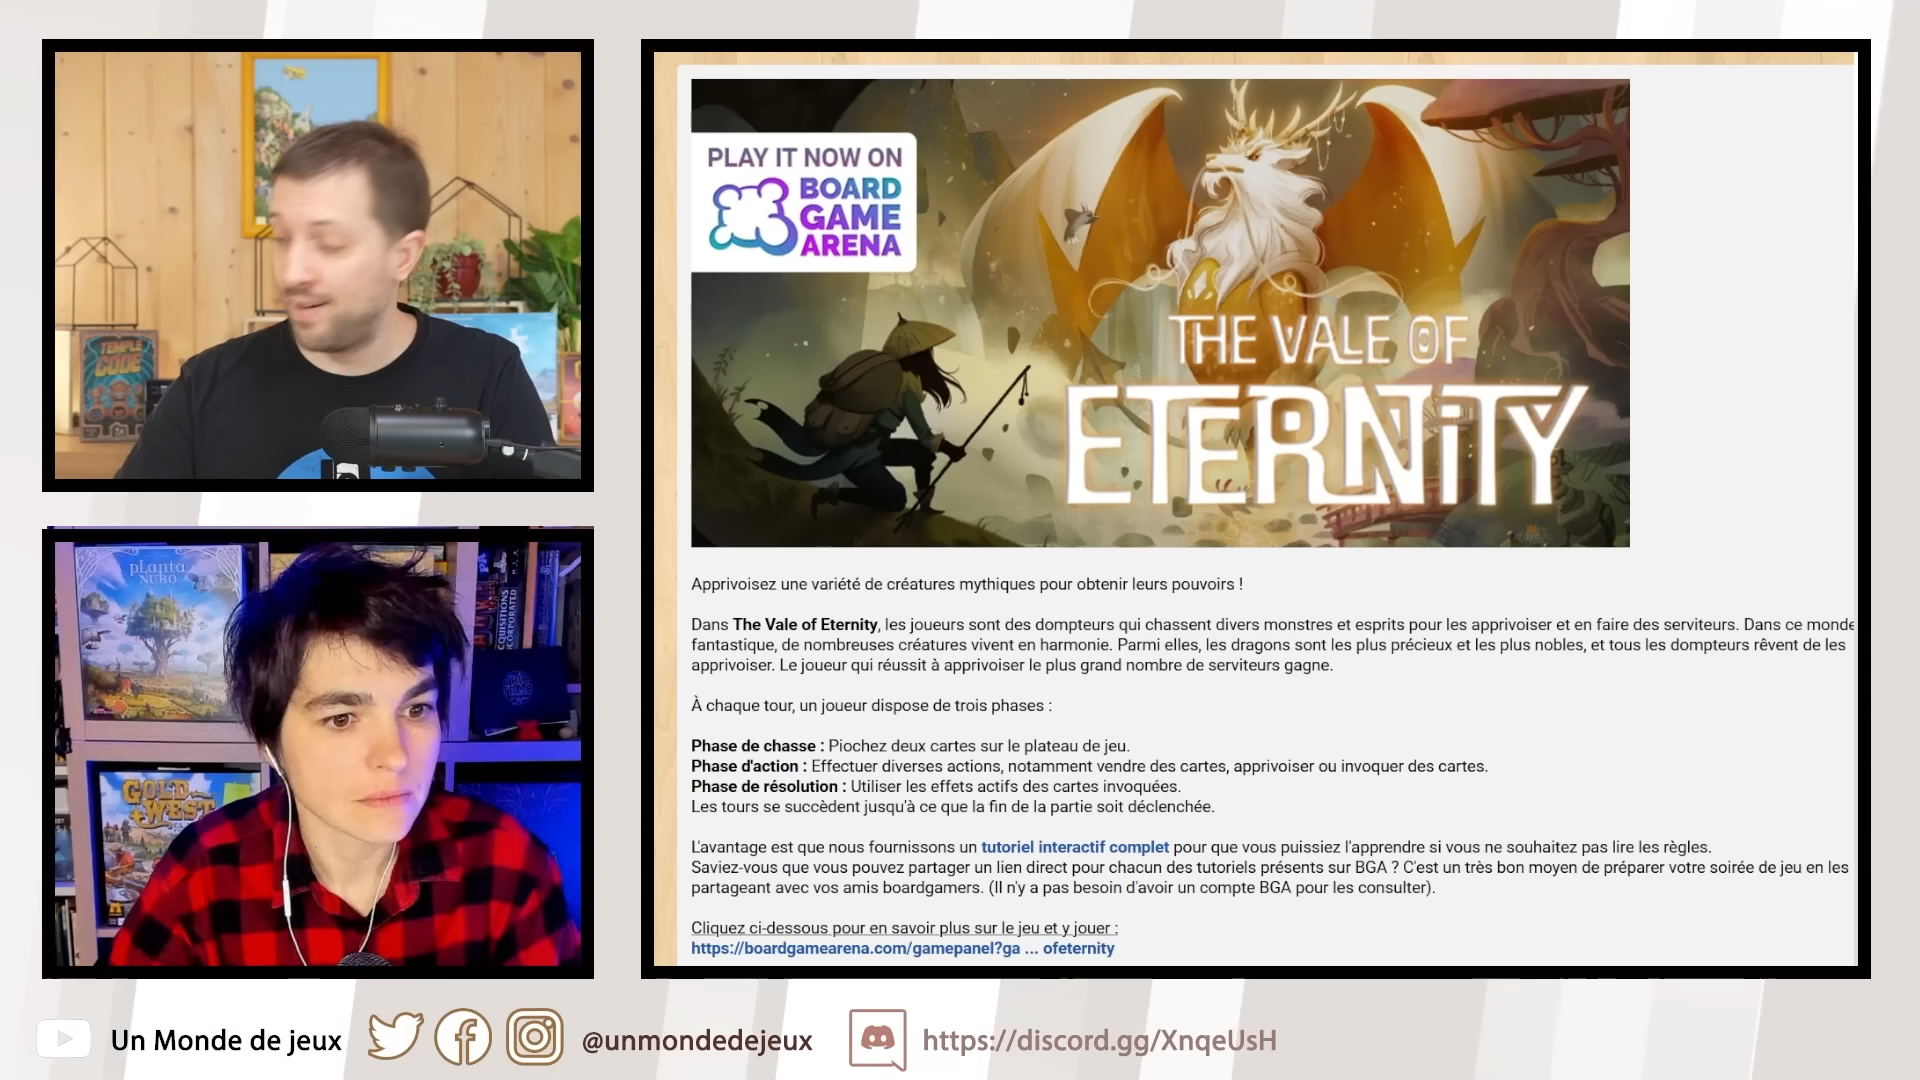 TEMPLE
CODE
PLAY IT NOW ON
BOARD
GAME
ARENA
THE VALE OF
ETERNITY
Apprivoisez une variété de créatures mythiques pour obtenir leurs pouvoirs !
Dans The Vale of Eternity, les joueurs sont des dompteurs qui chassent divers monstres et esprits pour les apprivoiser et en faire des serviteurs. Dans ce monde
fantastique, de nombreuses créatures vivent en harmonie. Parmi elles, les dragons sont les plus précieux et les plus nobles, et tous les dompteurs rêvent de les
apprivoiser. Le joueur qui réussit à apprivoiser le plus grand nombre de serviteurs gagne.
À chaque tour, un joueur dispose de trois phases :
Phase de chasse : Piochez deux cartes sur le plateau de jeu.
Phase d'action : Effectuer diverses actions, notamment vendre des cartes, apprivoiser ou invoquer des cartes.
Phase de résolution : Utiliser les effets actifs des cartes invoquées.
Les tours se succèdent jusqu'à ce que la fin de la partie soit déclenchée.
L'avantage est que nous fournissons un tutoriel interactif complet pour que vous puissiez l'apprendre si vous ne souhaitez pas lire les règles.
Saviez-vous que vous pouvez partager un lien direct pour chacun des tutoriels présents sur BGA ? C'est un très bon moyen de préparer votre soirée de jeu en les
partageant avec vos amis boardgamers. (Il n'y a pas besoin d'avoir un compte BGA pour les consulter).
Cliquez ci-dessous pour en savoir plus sur le jeu et y jouer :
https://boardgamearena.com/gamepanel?ga ... ofeternity
pLanta
NUBO
ACQUISITIONS
INCORPORATED
GOLD
WEST
Un Monde de jeux
@unmondedejeux
https://discord.gg/XnqeUsH